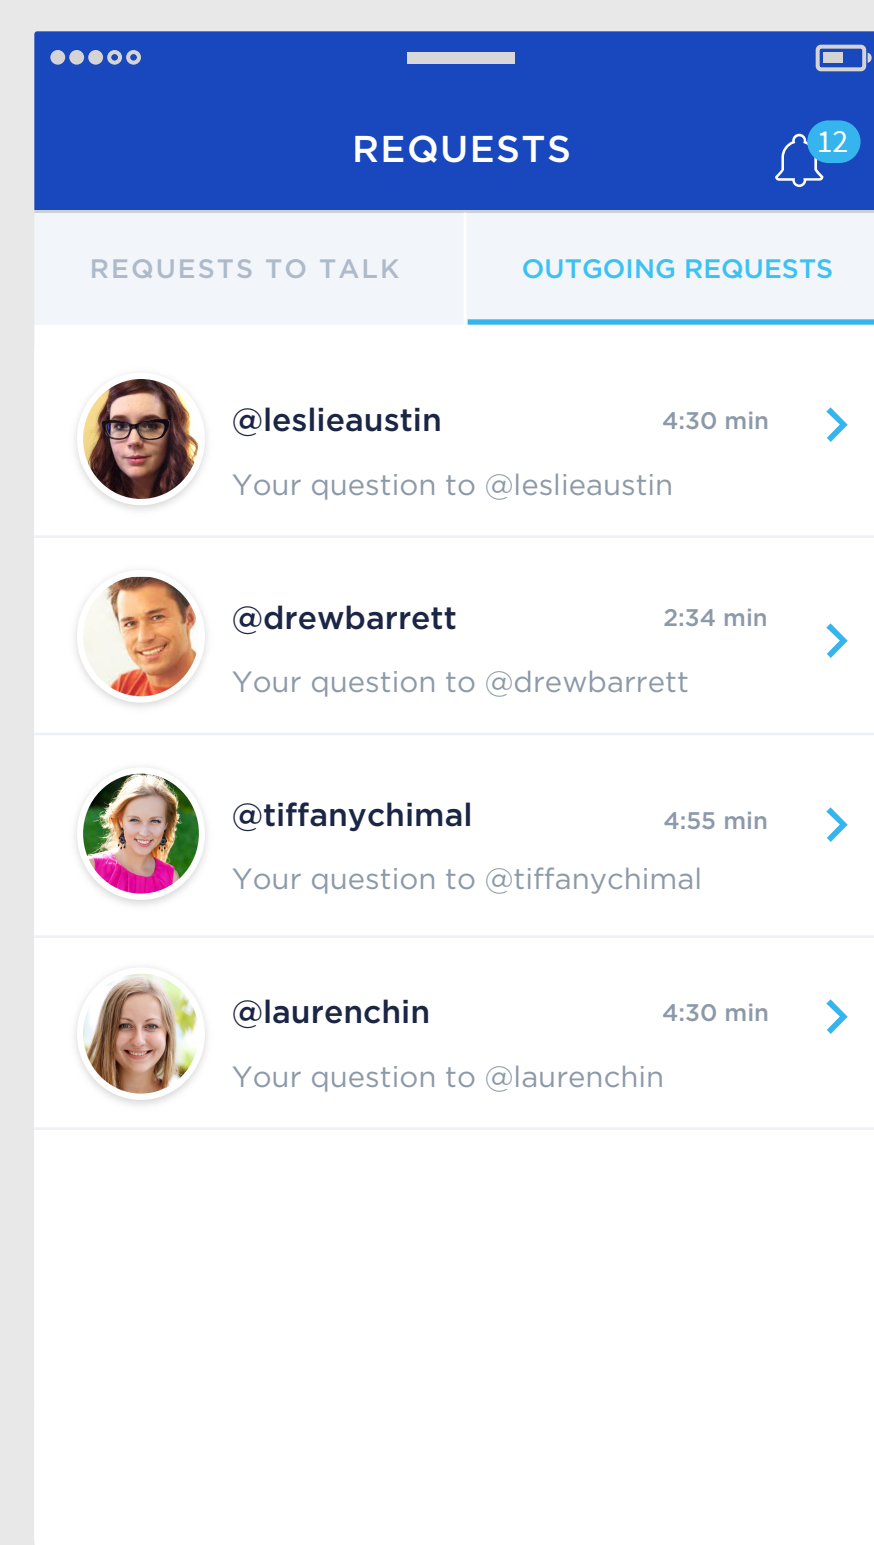 REQUESTS
12
REQUESTS TO TALK
OUTGOING REQUESTS
@leslieaustin
4:30 min
Your question to @leslieaustin
@drewbarrett
2:34 min
Your question to @drewbarrett
@tiffanychimal
4:55 min
Your question to @tiffanychimal
@laurenchin
4:30 min
Your question to @laurenchin